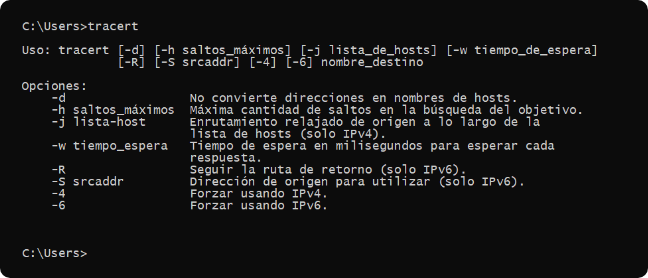 C:\Users>tracert
Uso: tracert [-d] [-h saltos_máximos] [-j lista_de_hosts] [-w tiempo_de_espera]
[-R] [-S srcaddr] [-4] [-6] nombre_destino
Opciones:
-d No convierte direcciones en nombres de hosts.
-h saltos_máximos Máxima cantidad de saltos en la búsqueda del objetivo.
-j lista-host Enrutamiento relajado de origen a lo largo de la
lista de hosts (solo IPv4).
-w tiempo_espera Tiempo de espera en milisegundos para esperar cada
respuesta.
-R Seguir la ruta de retorno (solo IPv6).
-S srcaddr Dirección de origen para utilizar (solo IPv6).
-4 Forzar usando IPv4.
-6 Forzar usando IPv6.
C:\Users>